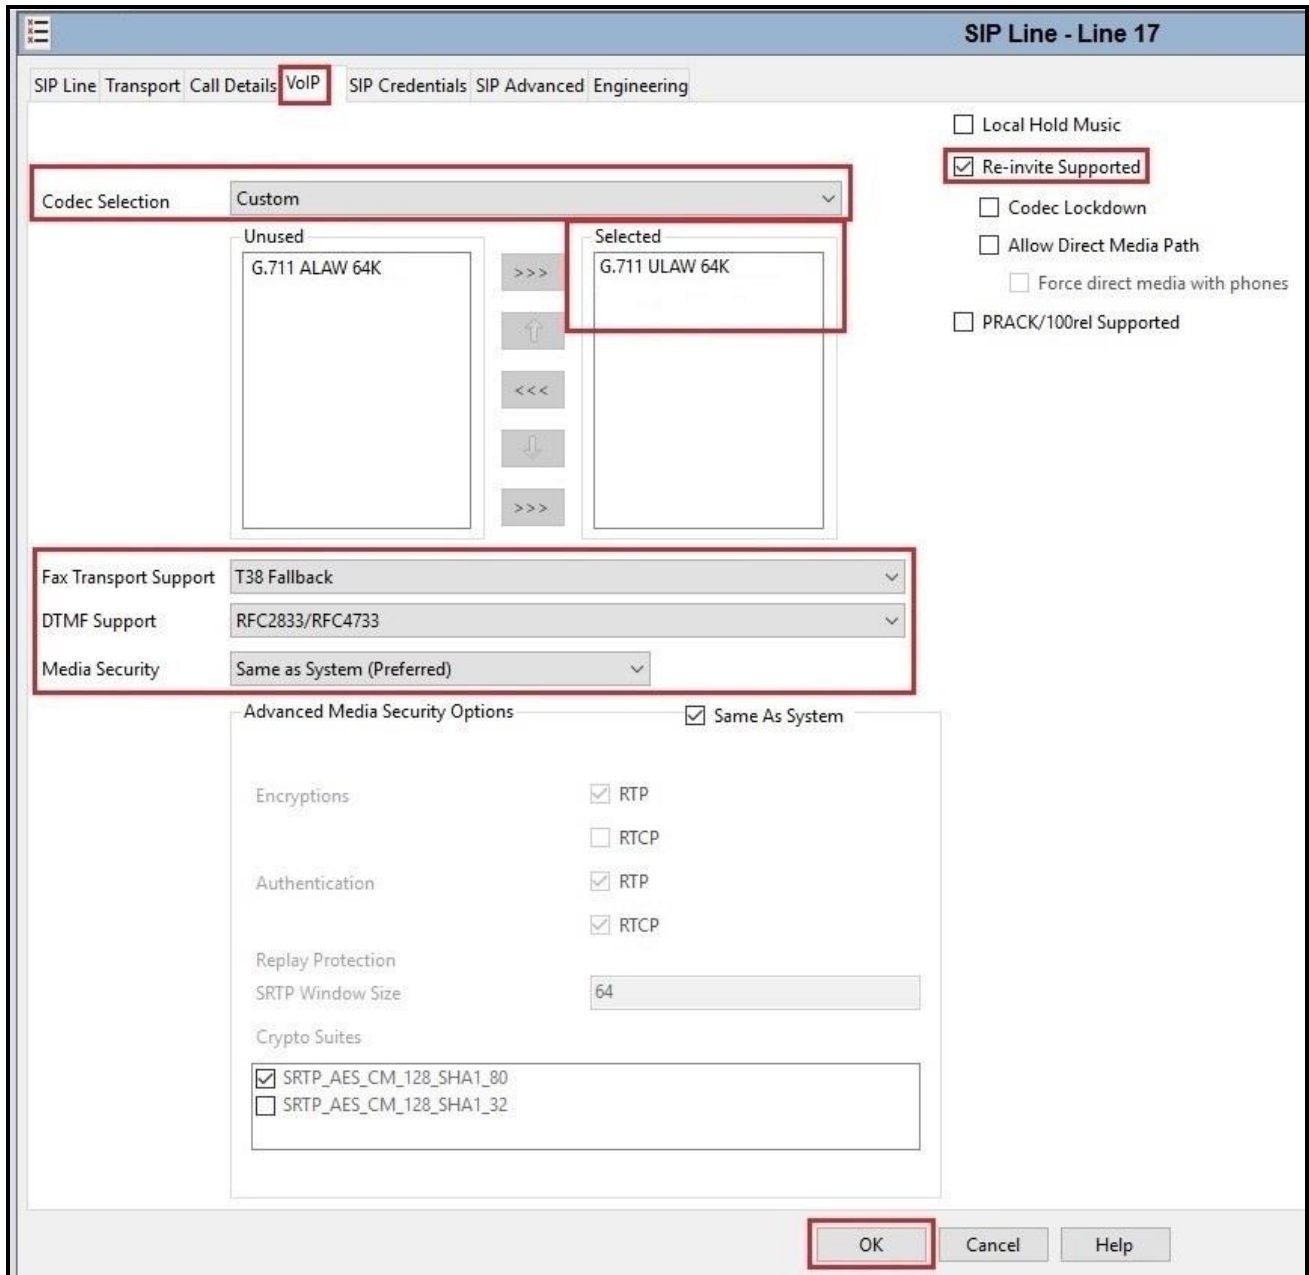 SIP Line - Line 17
SIP Line Transport Call Details VoIP SIP Credentials SIP Advanced Engineering
Local Hold Music
Re-invite Supported
Codec Selection Custom
Codec Lockdown
Unused Selected
Allow Direct Media Path
G.711 ALAW 64K >>> G.711 ULAW 64K
Force direct media with phones
PRACK/100rel Supported
<<<
>>>
Fax Transport Support T38 Fallback
DTMF Support RFC2833/RFC4733
Media Security Same as System (Preferred)
Advanced Media Security Options Same As System
Encryptions RTP
RTCP
Authentication RTP
RTCP
Replay Protection
SRTP Window Size 64
Crypto Suites
SRTP_AES_CM_128_SHA1_80
SRTP_AES_CM_128_SHA1_32
OK Cancel Help